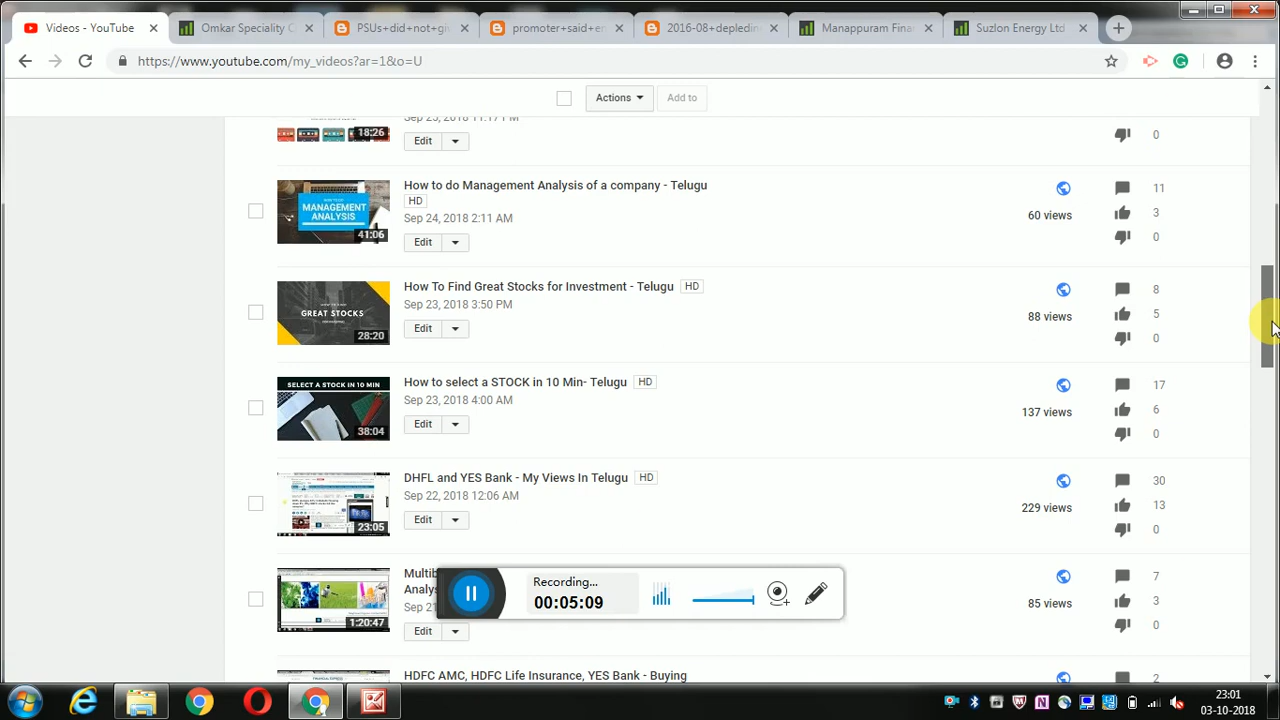 Videos - YouTube
Omkar Speciality C
PSUs+did+not+gi
promoter+said+en
2016-08+depledin
Manappuram Finan
Suzlon Energy Ltd
https://www.youtube.com/my_videos?ar=1&o=U
Actions
Add to
18:26
Edit
0
How to do Management Analysis of a company - Telugu
HD
Sep 24, 2018 2:11 AM
Edit
MANAGEMENT
ANALYSIS
41:06
60 views
11
3
0
How To Find Great Stocks for Investment - Telugu HD
Sep 23, 2018 3:50 PM
Edit
GREAT STOCKS
28:20
88 views
8
5
0
How to select a STOCK in 10 Min- Telugu HD
Sep 23, 2018 4:00 AM
Edit
SELECT A STOCK IN 10 MIN
38:04
137 views
17
6
0
DHFL and YES Bank - My Views In Telugu HD
Sep 22, 2018 12:06 AM
Edit
23:05
229 views
30
13
0
Multib
Analys
Sep 21
Edit
1:20:47
85 views
7
3
0
Recording...
00:05:09
HDFC AMC, HDFC Life Insurance, YES Bank - Buying
2
23:01
03-10-2018